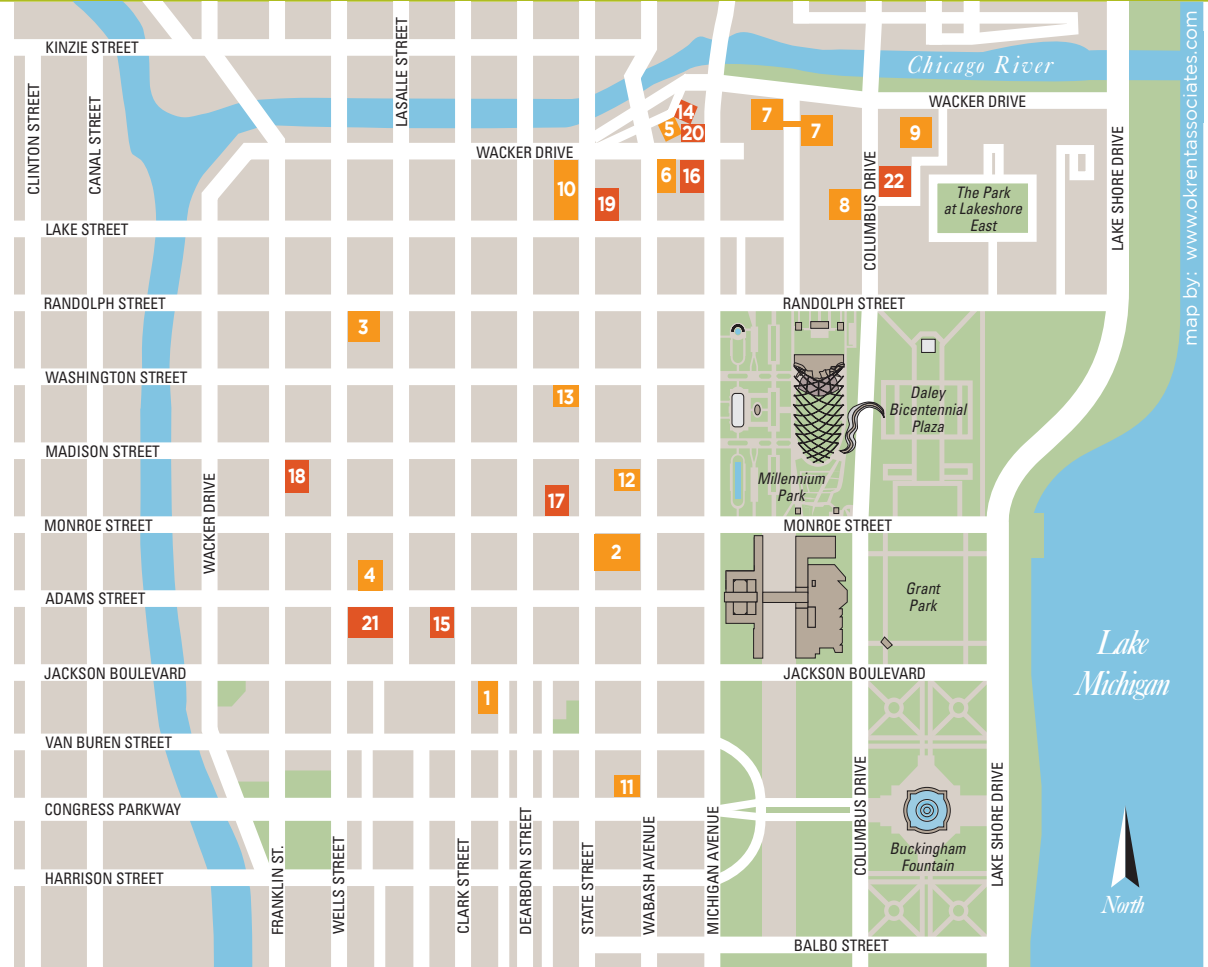 KINZIE STREET
LASALLE STREET
Chicago River
map by: www.okrentassociates.com
CLINTON STREET
CANAL STREET
WACKER DRIVE
14
5
20
7
7
9
WACKER DRIVE
10
19
6
16
8
COLUMBUS DRIVE
22
The Park
at Lakeshore
East
LAKE SHORE DRIVE
LAKE STREET
RANDOLPH STREET
RANDOLPH STREET
3
WASHINGTON STREET
13
Daley
Bicentennial
Plaza
MADISON STREET
18
17
12
Millennium
Park
WACKER DRIVE
MONROE STREET
MONROE STREET
2
4
Grant
Park
ADAMS STREET
21
15
Lake
Michigan
JACKSON BOULEVARD
JACKSON BOULEVARD
1
VAN BUREN STREET
11
CONGRESS PARKWAY
HARRISON STREET
FRANKLIN ST.
WELLS STREET
CLARK STREET
DEARBORN STREET
STATE STREET
WABASH AVENUE
MICHIGAN AVENUE
COLUMBUS DRIVE
Buckingham
Fountain
LAKE SHORE DRIVE
North
BALBO STREET